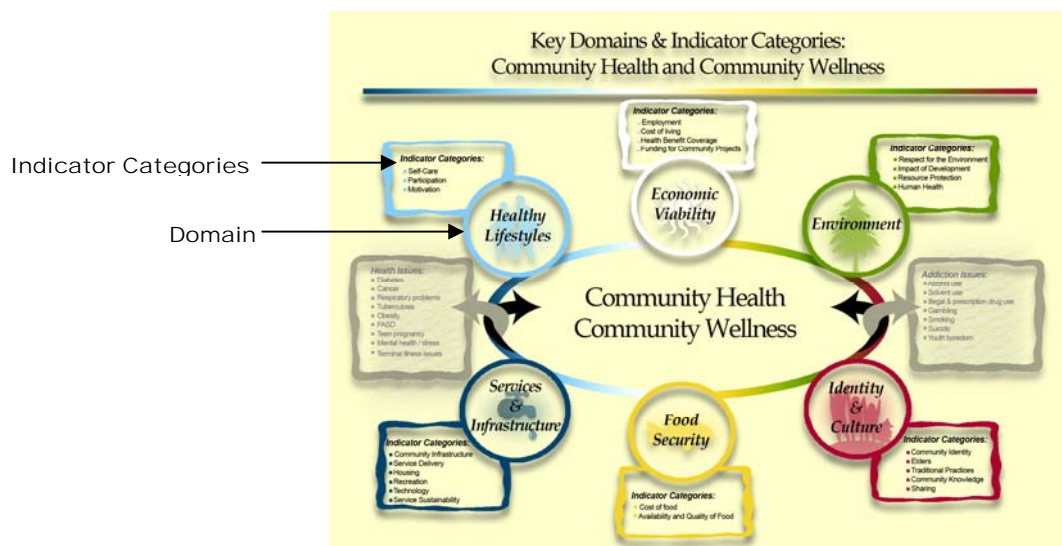 Key Domains & Indicator Categories:
Community Health and Community Wellness
Indicator Categories
Domain
Indicator Categories:
Self-Care
Participation
Motivation
Healthy
Lifestyles
Indicator Categories:
Employment
Cost of living
Health Benefit Coverage
Funding for Community Projects
Economic
Viability
Indicator Categories:
Respect for the Environment
Impact of Development
Resource Protection
Human Health
Environment
Health Issues:
Diabetes
Cancer
Respiratory problems
Tuberculosis
Obesity
FASD
Teen pregnancy
Mental health / stress
Terminal illness issues
Community Health
Community Wellness
Addiction Issues:
Alcohol use
Solvent use
Illegal & prescription drug use
Gambling
Smoking
Suicide
Youth boredom
Services
&
Infrastructure
Indicator Categories:
Community Infrastructure
Service Delivery
Housing
Recreation
Technology
Service Sustainability
Food
Security
Indicator Categories:
Cost of food
Availability and Quality of Food
Identity
&
Culture
Indicator Categories:
Community Identity
Elders
Traditional Practices
Community Knowledge
Sharing